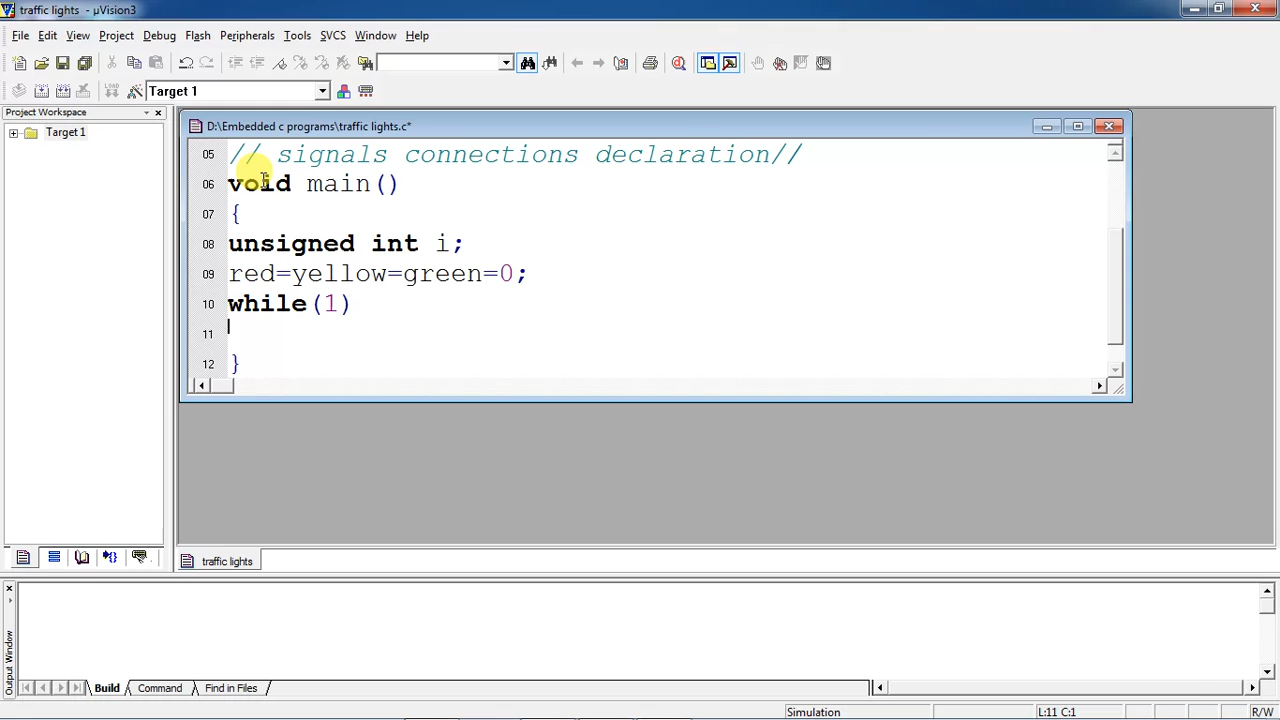 traffic lights - µVision3
File Edit View Project Debug Flash Peripherals Tools SVCS Window Help
LOAD Target 1
Project Workspace
Target 1
D:\Embedded c programs\traffic lights.c*
05 // signals connections declaration//
06 void main()
07 {
08 unsigned int i;
09 red=yellow=green=0;
10 while(1)
11
12 }
traffic lights
Output Window
Build Command Find in Files
Simulation L:11 C:1 R/W